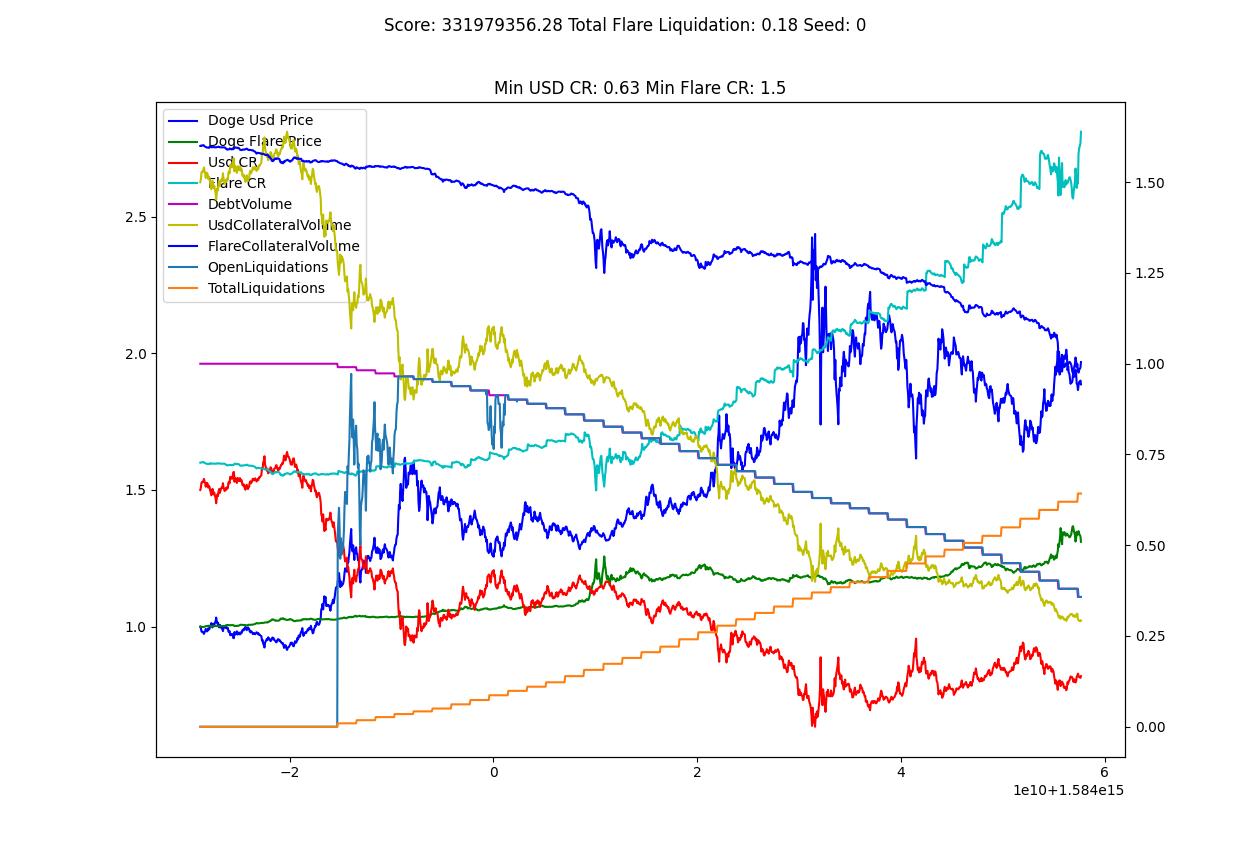 Score: 331979356.28 Total Flare Liquidation: 0.18 Seed: 0
Min USD CR: 0.63 Min Flare CR: 1.5
Doge Usd Price
Doge Flare Price
Usd CR
Flare CR
DebtVolume
UsdCollateralVolume
FlareCollateralVolume
OpenLiquidations
TotalLiquidations
2.5
2.0
1.5
1.0
1.50
1.25
1.00
0.75
0.50
0.25
0.00
−2
0
2
4
6
1e10+1.584e15